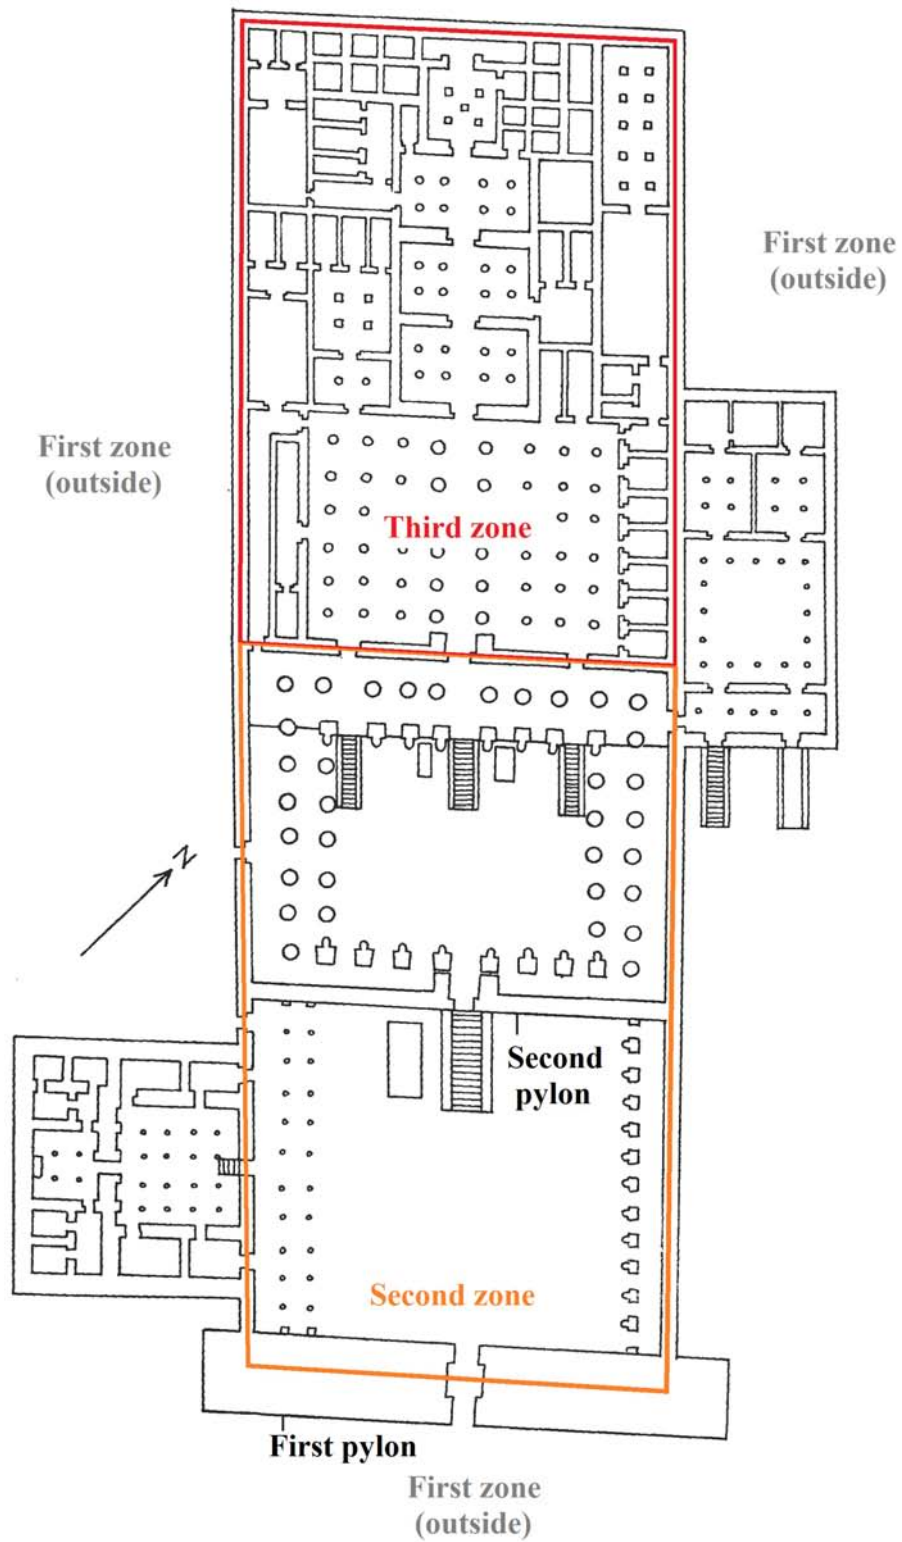 First zone
(outside)
First zone
(outside)
Third zone
N
Second
pylon
Second zone
First pylon
First zone
(outside)